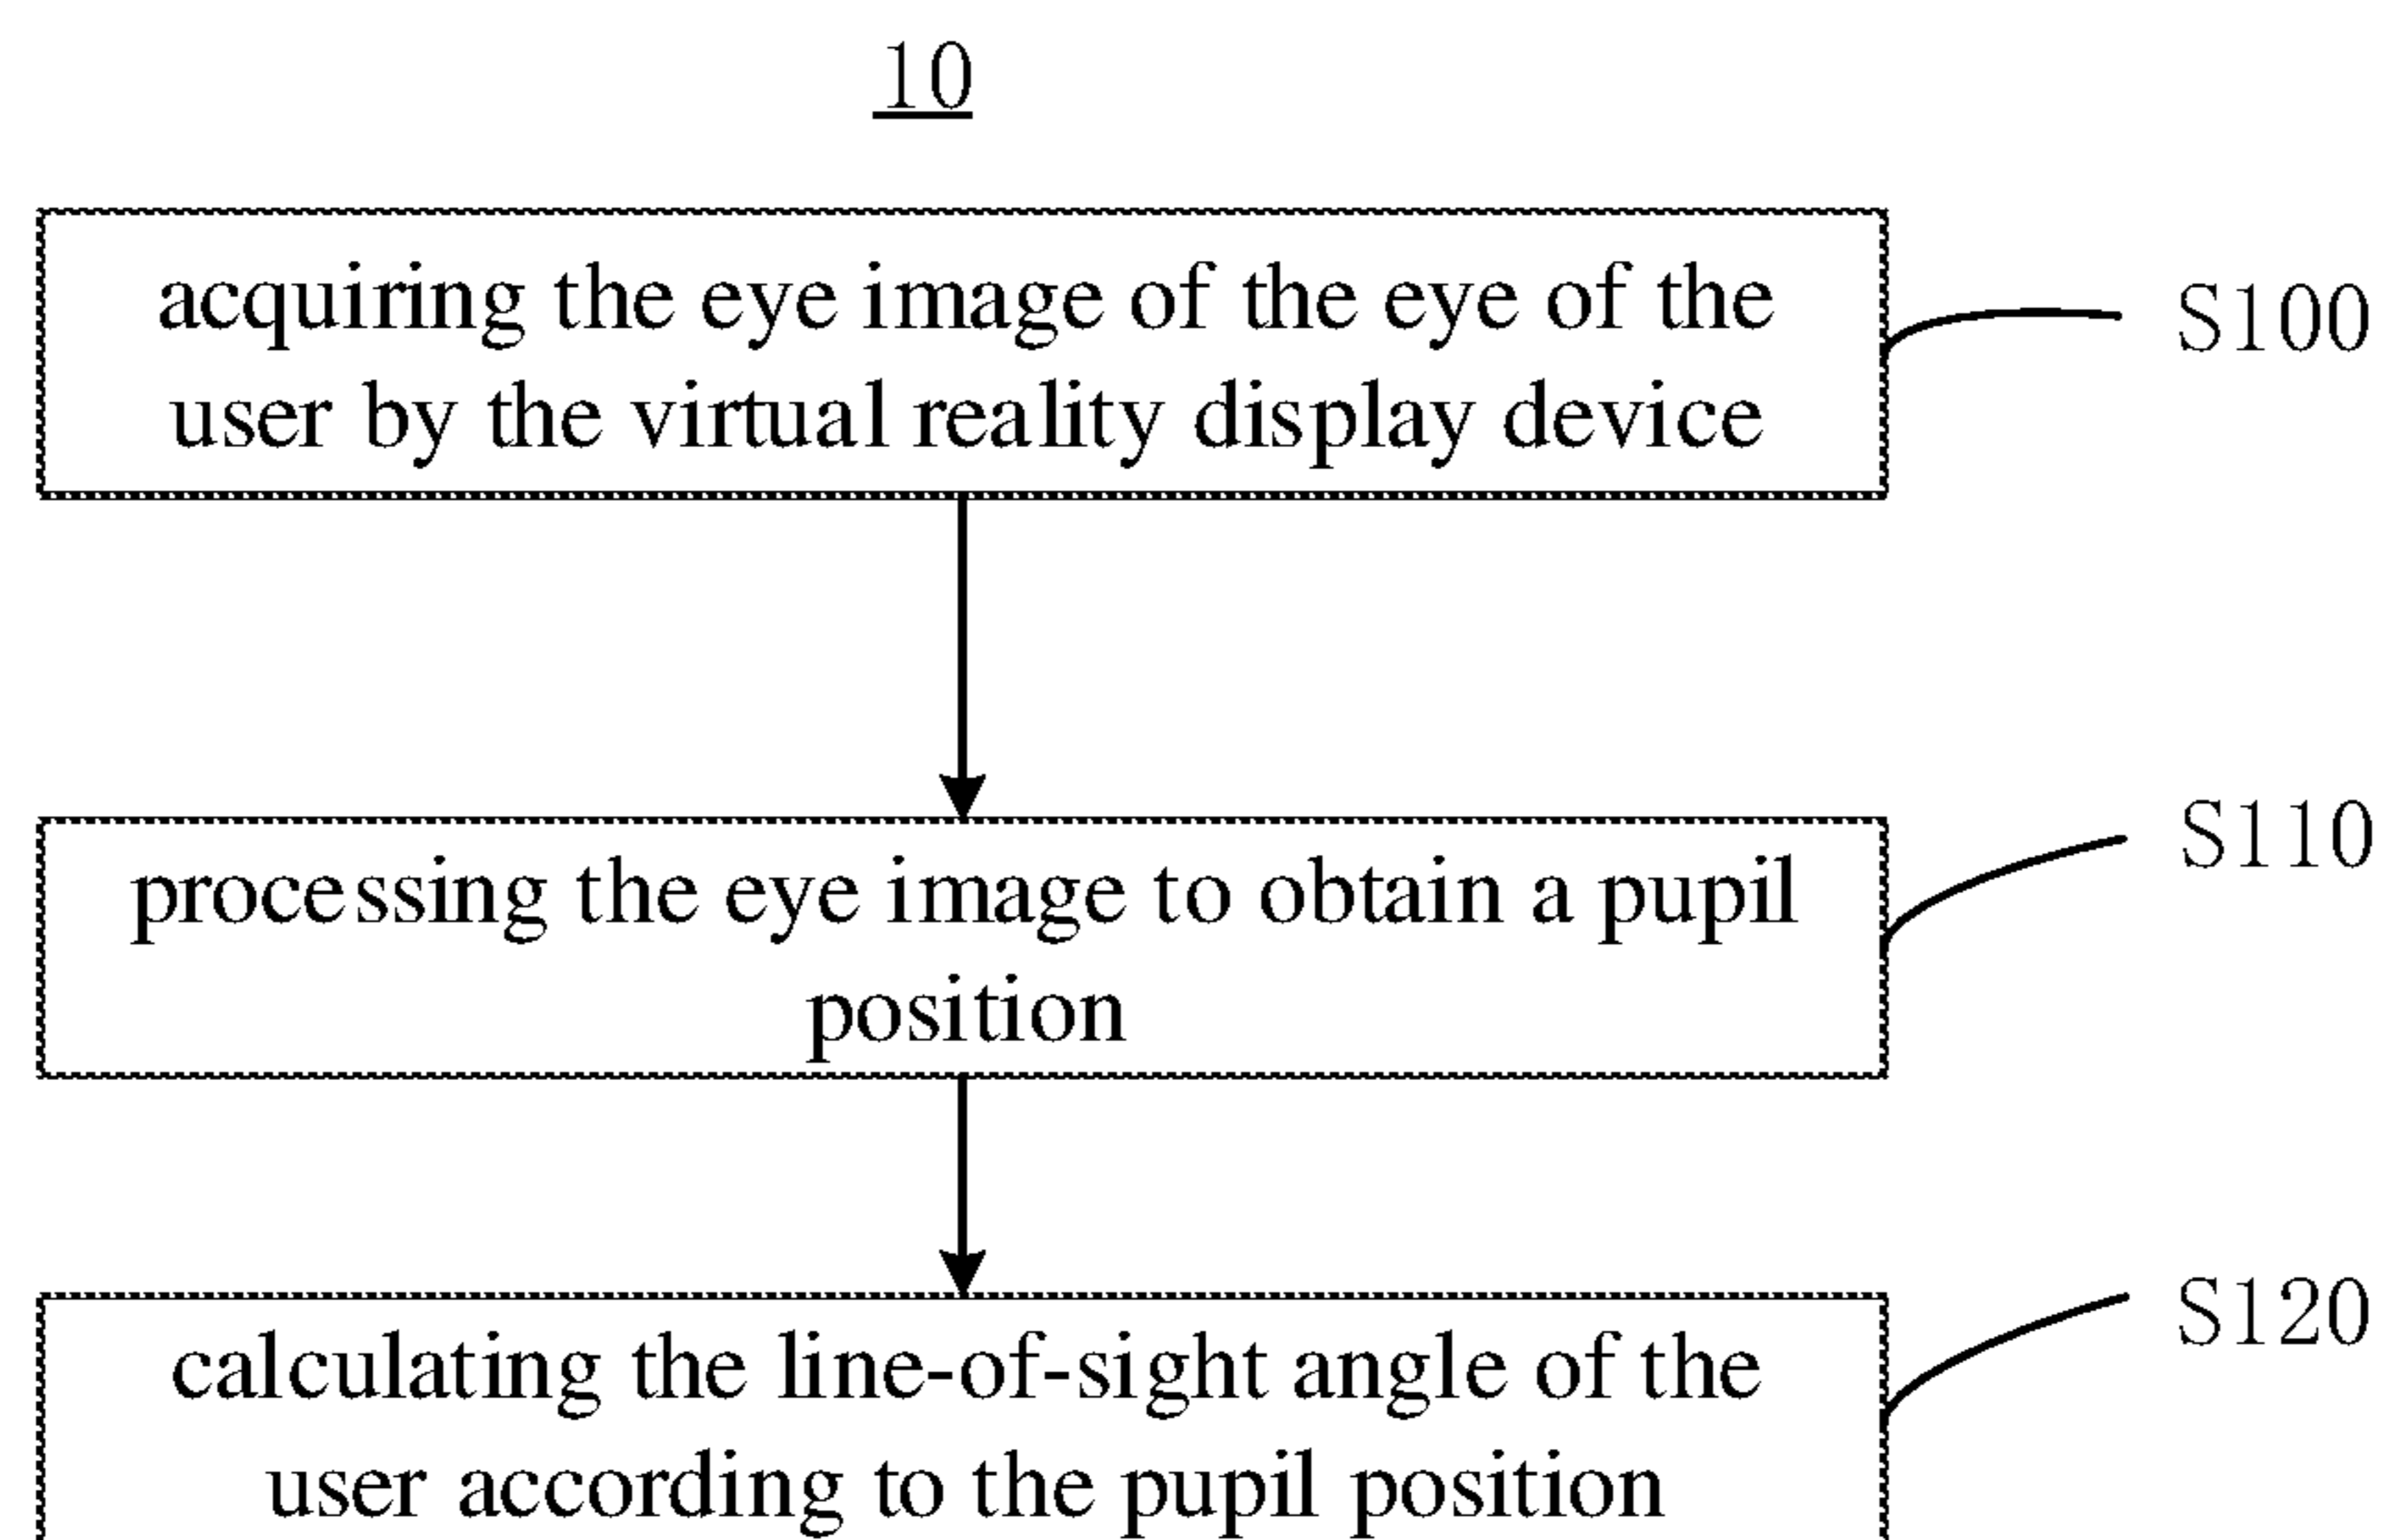 10
acquiring the eye image of the eye of the
user by the virtual reality display device
S100
processing the eye image to obtain a pupil
position
S110
calculating the line-of-sight angle of the
user according to the pupil position
S120